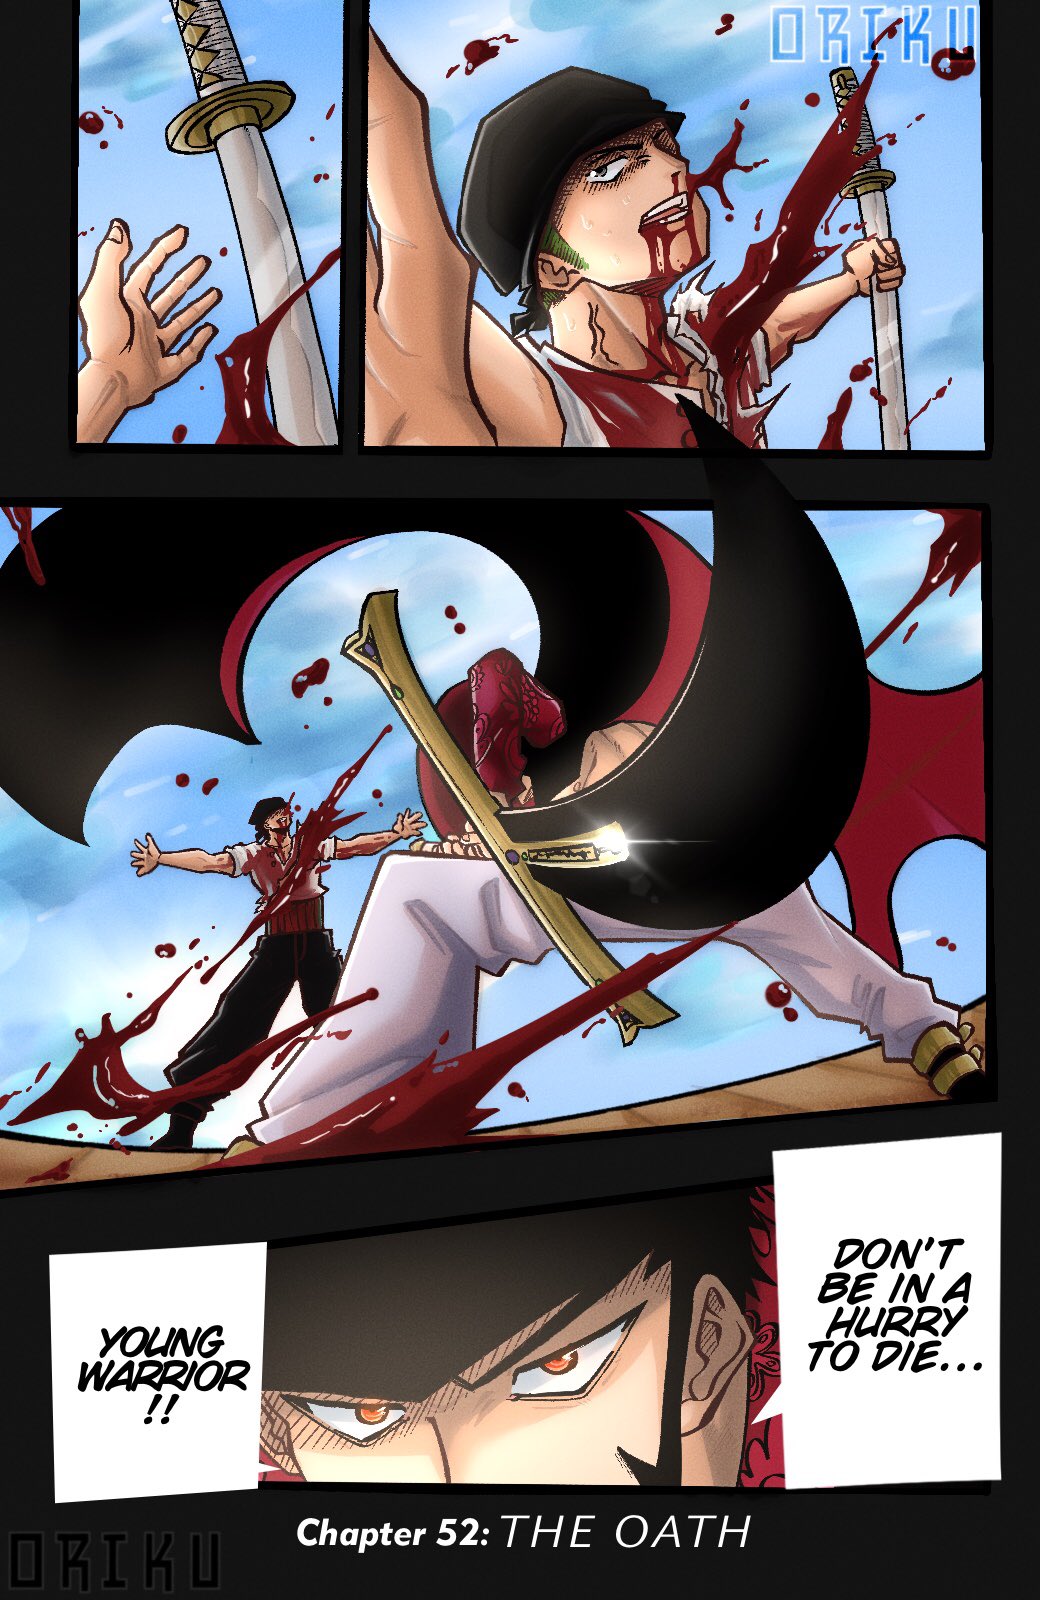 ORIKU
DON'T
BE IN A
HURRY
TO DIE...
YOUNG
WARRIOR
!!
Chapter 52: THE OATH
ORIKU